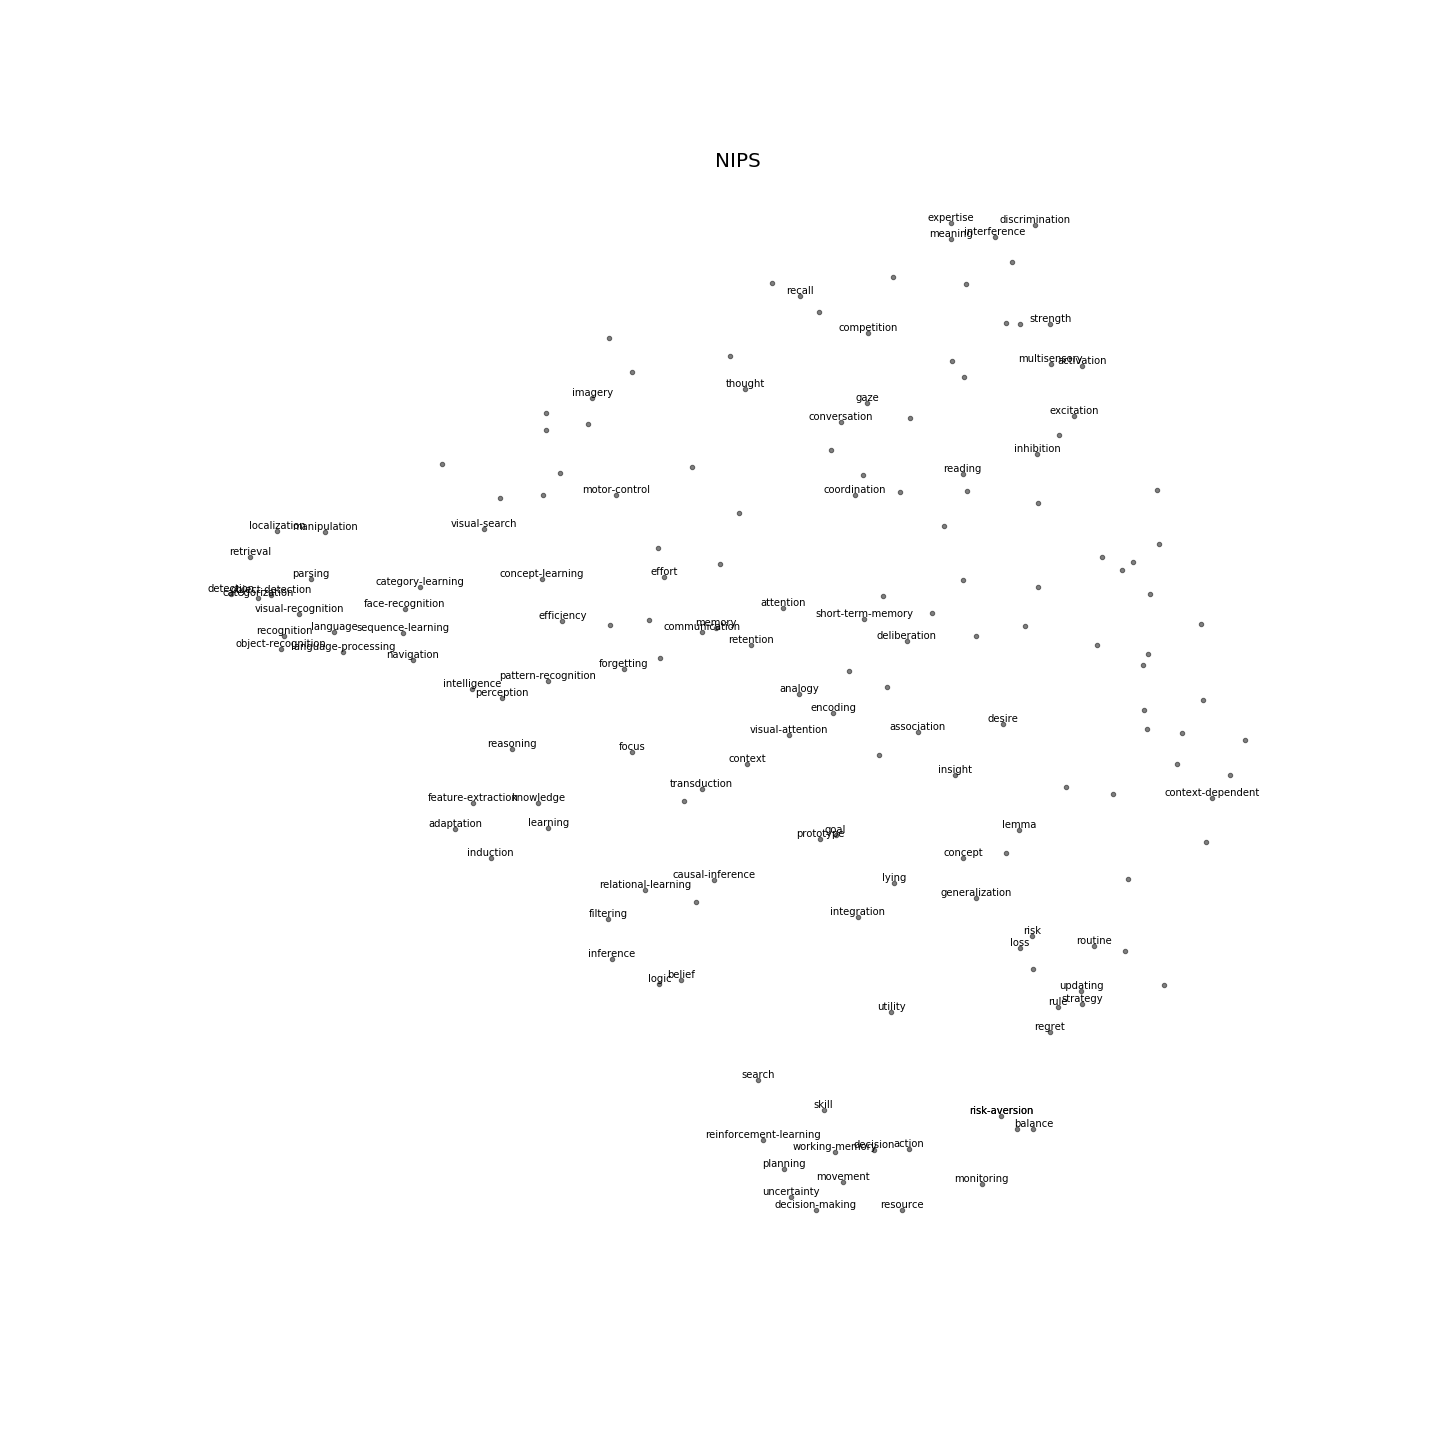 NIPS
expertise
discrimination
meaning
interference
recall
strength
competition
multisensory
activation
thought
imagery
gaze
conversation
excitation
inhibition
reading
motor-control
coordination
localization
manipulation
visual-search
retrieval
parsing
concept-learning
effort
category-learning
detection
object-detection
categorization
face-recognition
attention
visual-recognition
efficiency
short-term-memory
recognition
language
sequence-learning
communication
memory
deliberation
object-recognition
language-processing
retention
navigation
forgetting
pattern-recognition
intelligence
perception
analogy
encoding
desire
association
visual-attention
reasoning
focus
context
insight
transduction
context-dependent
feature-extraction
knowledge
adaptation
learning
lemma
goal
prototype
induction
concept
causal-inference
lying
relational-learning
generalization
filtering
integration
risk
loss
routine
inference
logic
belief
updating
strategy
rule
utility
regret
search
skill
risk-aversion
balance
reinforcement-learning
working-memory
decision
action
planning
movement
monitoring
uncertainty
decision-making
resource